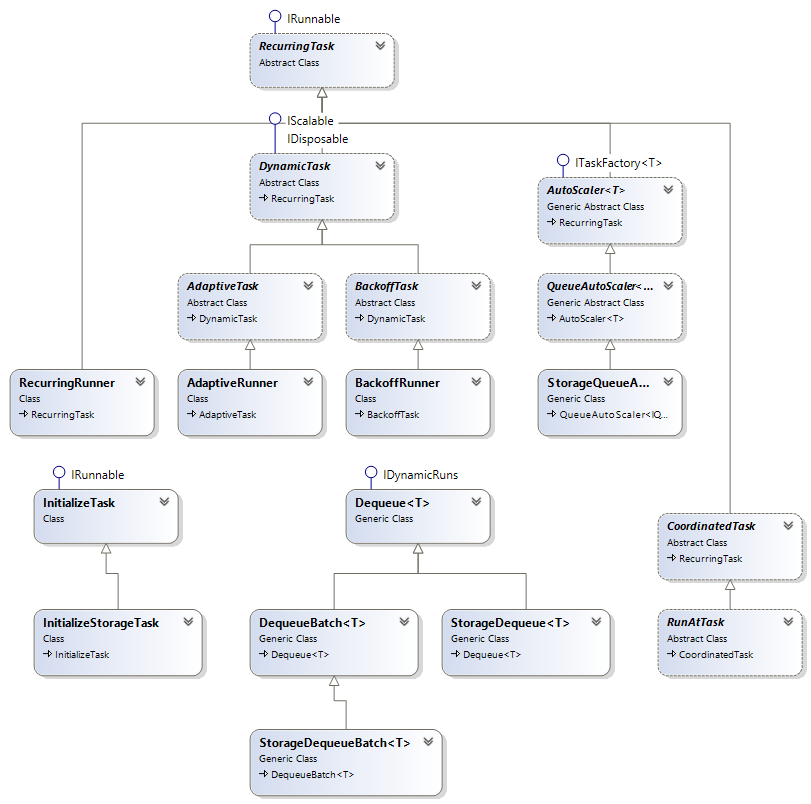 IRunnable
RecurringTask
Abstract Class
IScalable
IDisposable
DynamicTask
Abstract Class
RecurringTask
ITaskFactory<T>
AutoScaler<T>
Generic Abstract Class
RecurringTask
AdaptiveTask
Abstract Class
DynamicTask
BackoffTask
Abstract Class
DynamicTask
QueueAutoScaler<...
Generic Abstract Class
AutoScaler<T>
RecurringRunner
Class
RecurringTask
AdaptiveRunner
Class
AdaptiveTask
BackoffRunner
Class
BackoffTask
StorageQueueA...
Generic Class
QueueAutoScaler<IQ...
IRunnable
InitializeTask
Class
IDynamicRuns
Dequeue<T>
Generic Class
CoordinatedTask
Abstract Class
RecurringTask
InitializeStorageTask
Class
InitializeTask
DequeueBatch<T>
Generic Class
Dequeue<T>
StorageDequeue<T>
Generic Class
Dequeue<T>
RunAtTask
Abstract Class
CoordinatedTask
StorageDequeueBatch<T>
Generic Class
DequeueBatch<T>